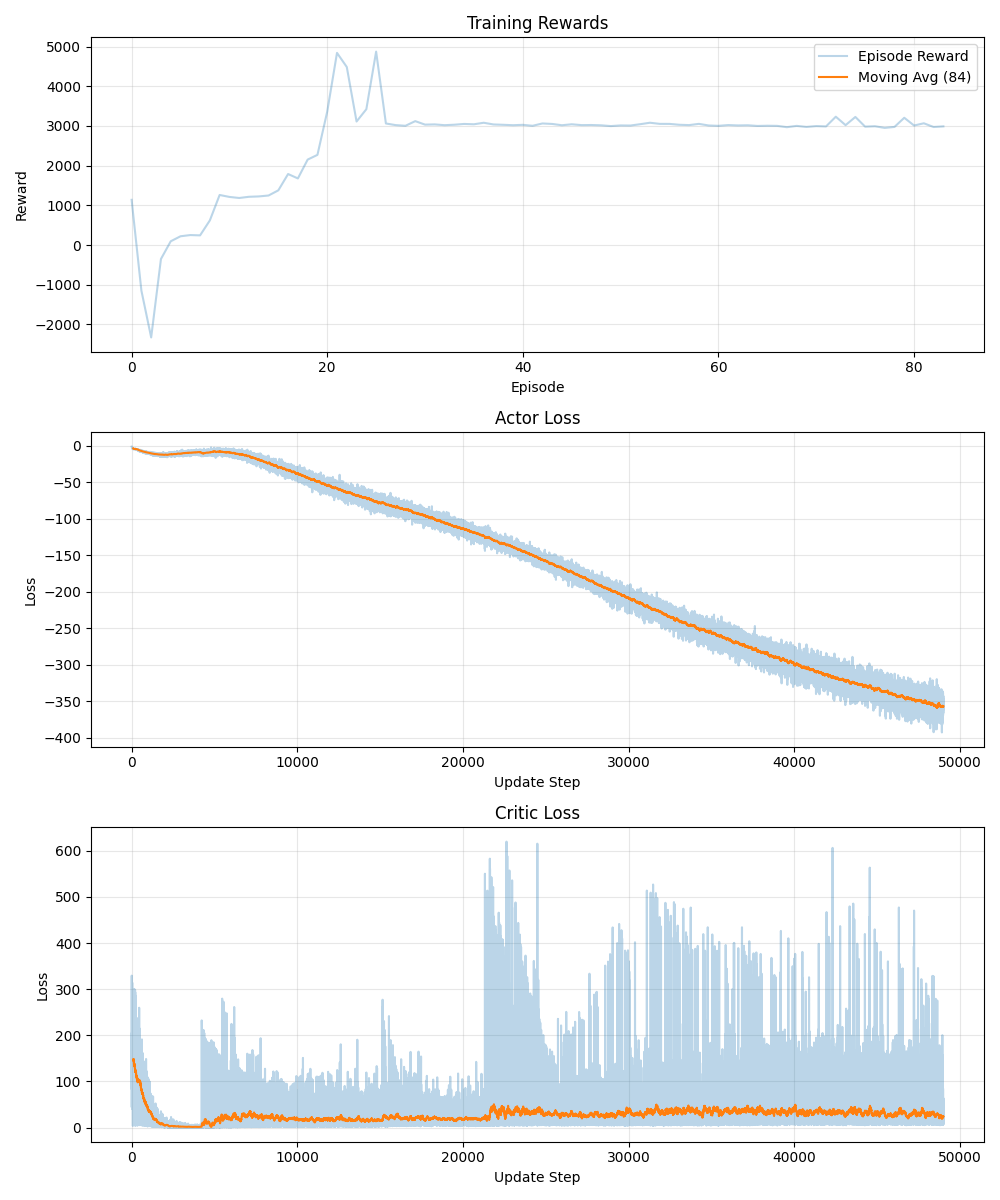 Training Rewards
5000
4000
3000
2000
1000
0
−1000
−2000
Reward
Episode Reward
Moving Avg (84)
0 20 40 60 80
Episode
Actor Loss
0
−50
−100
−150
−200
−250
−300
−350
−400
Loss
0 10000 20000 30000 40000 50000
Update Step
Critic Loss
600
500
400
300
200
100
0
Loss
0 10000 20000 30000 40000 50000
Update Step